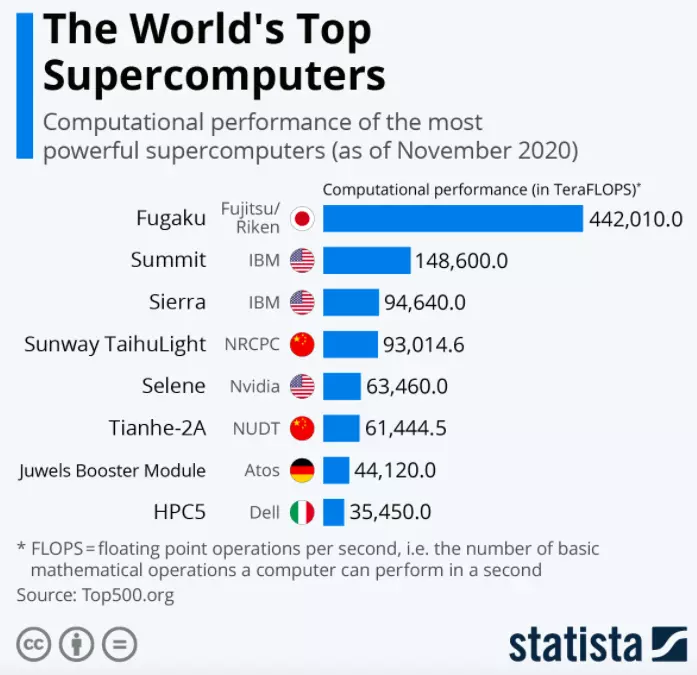 The World's Top
Supercomputers
Computational performance of the most
powerful supercomputers (as of November 2020)
Computational performance (in TeraFLOPS)*
Fugaku Fujitsu/
Riken 442,010.0
Summit IBM 148,600.0
Sierra IBM 94,640.0
Sunway TaihuLight NRCPC 93,014.6
Selene Nvidia 63,460.0
Tianhe-2A NUDT 61,444.5
Juwels Booster Module Atos 44,120.0
HPC5 Dell 35,450.0
* FLOPS=floating point operations per second, i.e. the number of basic
mathematical operations a computer can perform in a second
Source: Top500.org
cc statista